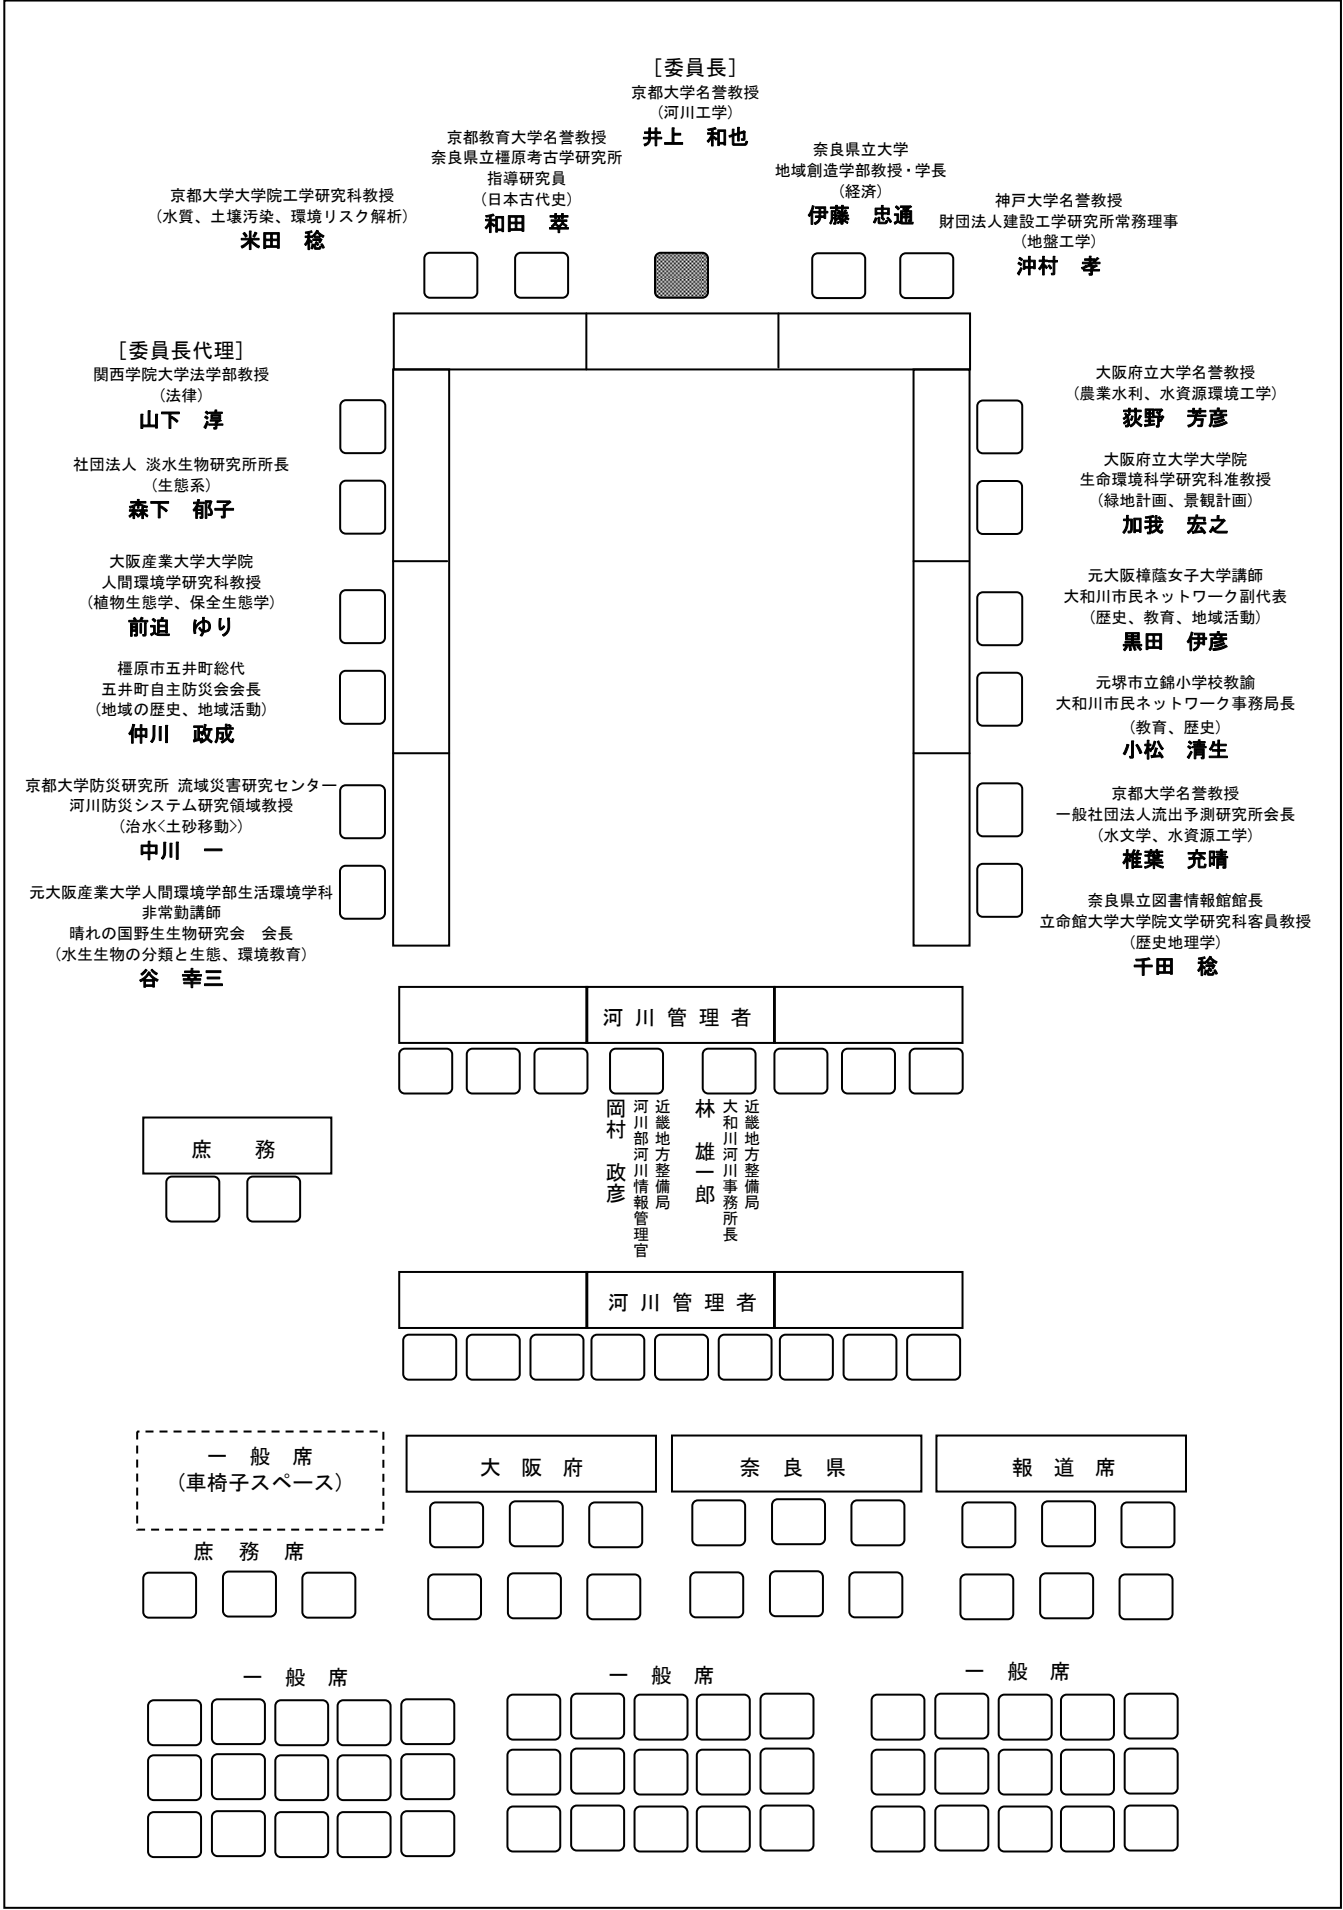 ［委員長］
京都大学名誉教授
（河川工学）
井上　和也
京都教育大学名誉教授
奈良県立橿原考古学研究所
指導研究員
（日本古代史）
和田　萃
奈良県立大学
地域創造学部教授・学長
（経済）
伊藤　忠通
京都大学大学院工学研究科教授
（水質、土壌汚染、環境リスク解析）
米田　稔
神戸大学名誉教授
財団法人建設工学研究所常務理事
（地盤工学）
沖村　孝
［委員長代理］
関西学院大学法学部教授
（法律）
山下　淳
社団法人 淡水生物研究所所長
（生態系）
森下　郁子
大阪産業大学大学院
人間環境学研究科教授
（植物生態学、保全生態学）
前迫　ゆり
橿原市五井町総代
五井町自主防災会会長
（地域の歴史、地域活動）
仲川　政成
京都大学防災研究所 流域災害研究センター
河川防災システム研究領域教授
（治水<土砂移動>）
中川　一
元大阪産業大学人間環境学部生活環境学科
非常勤講師
晴れの国野生生物研究会　会長
（水生生物の分類と生態、環境教育）
谷　幸三
大阪府立大学名誉教授
（農業水利、水資源環境工学）
荻野　芳彦
大阪府立大学大学院
生命環境科学研究科准教授
（緑地計画、景観計画）
加我　宏之
元大阪樟蔭女子大学講師
大和川市民ネットワーク副代表
（歴史、教育、地域活動）
黒田　伊彦
元堺市立錦小学校教諭
大和川市民ネットワーク事務局長
（教育、歴史）
小松　清生
京都大学名誉教授
一般社団法人流出予測研究所会長
（水文学、水資源工学）
椎葉　充晴
奈良県立図書情報館館長
立命館大学大学院文学研究科客員教授
（歴史地理学）
千田　稔
河川管理者
近畿地方整備局
大和川河川事務所長
林　雄一郎
近畿地方整備局
河川部河川情報管理官
岡村　政彦
庶　務
河川管理者
一　般　席
（車椅子スペース）
大　阪　府
奈　良　県
報　道　席
庶　務　席
一　般　席
一　般　席
一　般　席